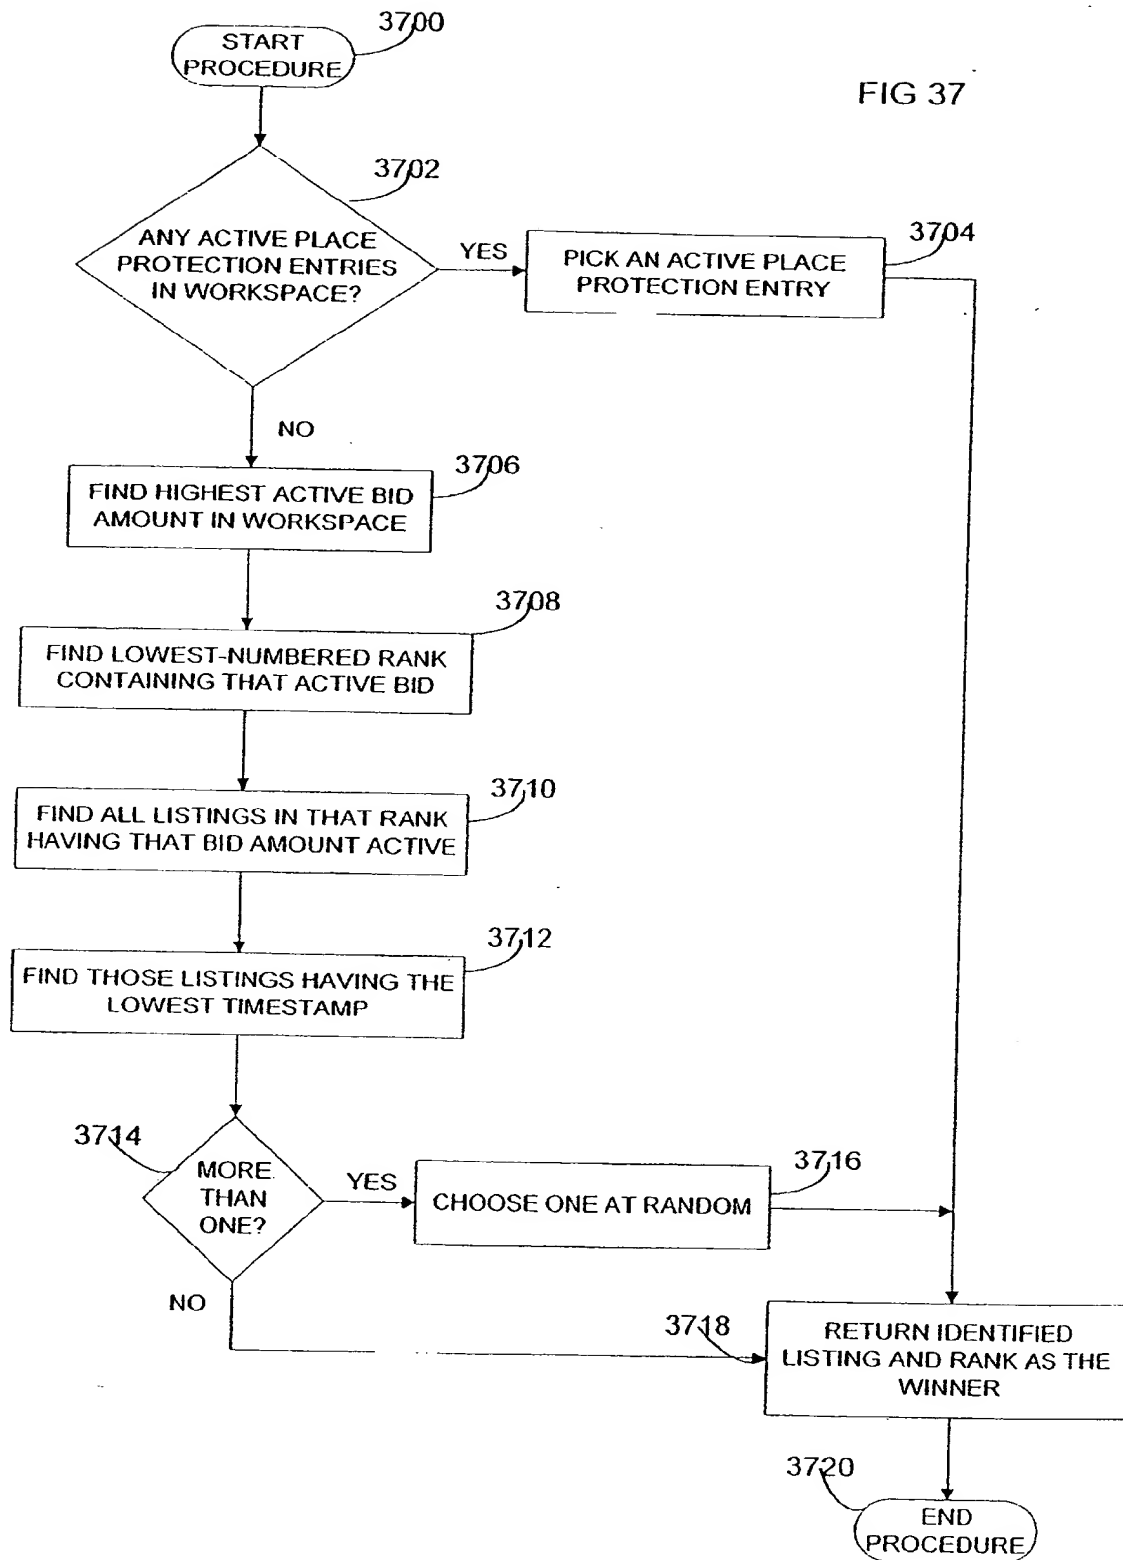 3700
START
PROCEDURE
FIG 37
3702
ANY ACTIVE PLACE
PROTECTION ENTRIES
IN WORKSPACE?
YES
3704
PICK AN ACTIVE PLACE
PROTECTION ENTRY
NO
3706
FIND HIGHEST ACTIVE BID
AMOUNT IN WORKSPACE
3708
FIND LOWEST-NUMBERED RANK
CONTAINING THAT ACTIVE BID
3710
FIND ALL LISTINGS IN THAT RANK
HAVING THAT BID AMOUNT ACTIVE
3712
FIND THOSE LISTINGS HAVING THE
LOWEST TIMESTAMP
3714
MORE
THAN
ONE?
YES
3716
CHOOSE ONE AT RANDOM
NO
3718
RETURN IDENTIFIED
LISTING AND RANK AS THE
WINNER
3720
END
PROCEDURE